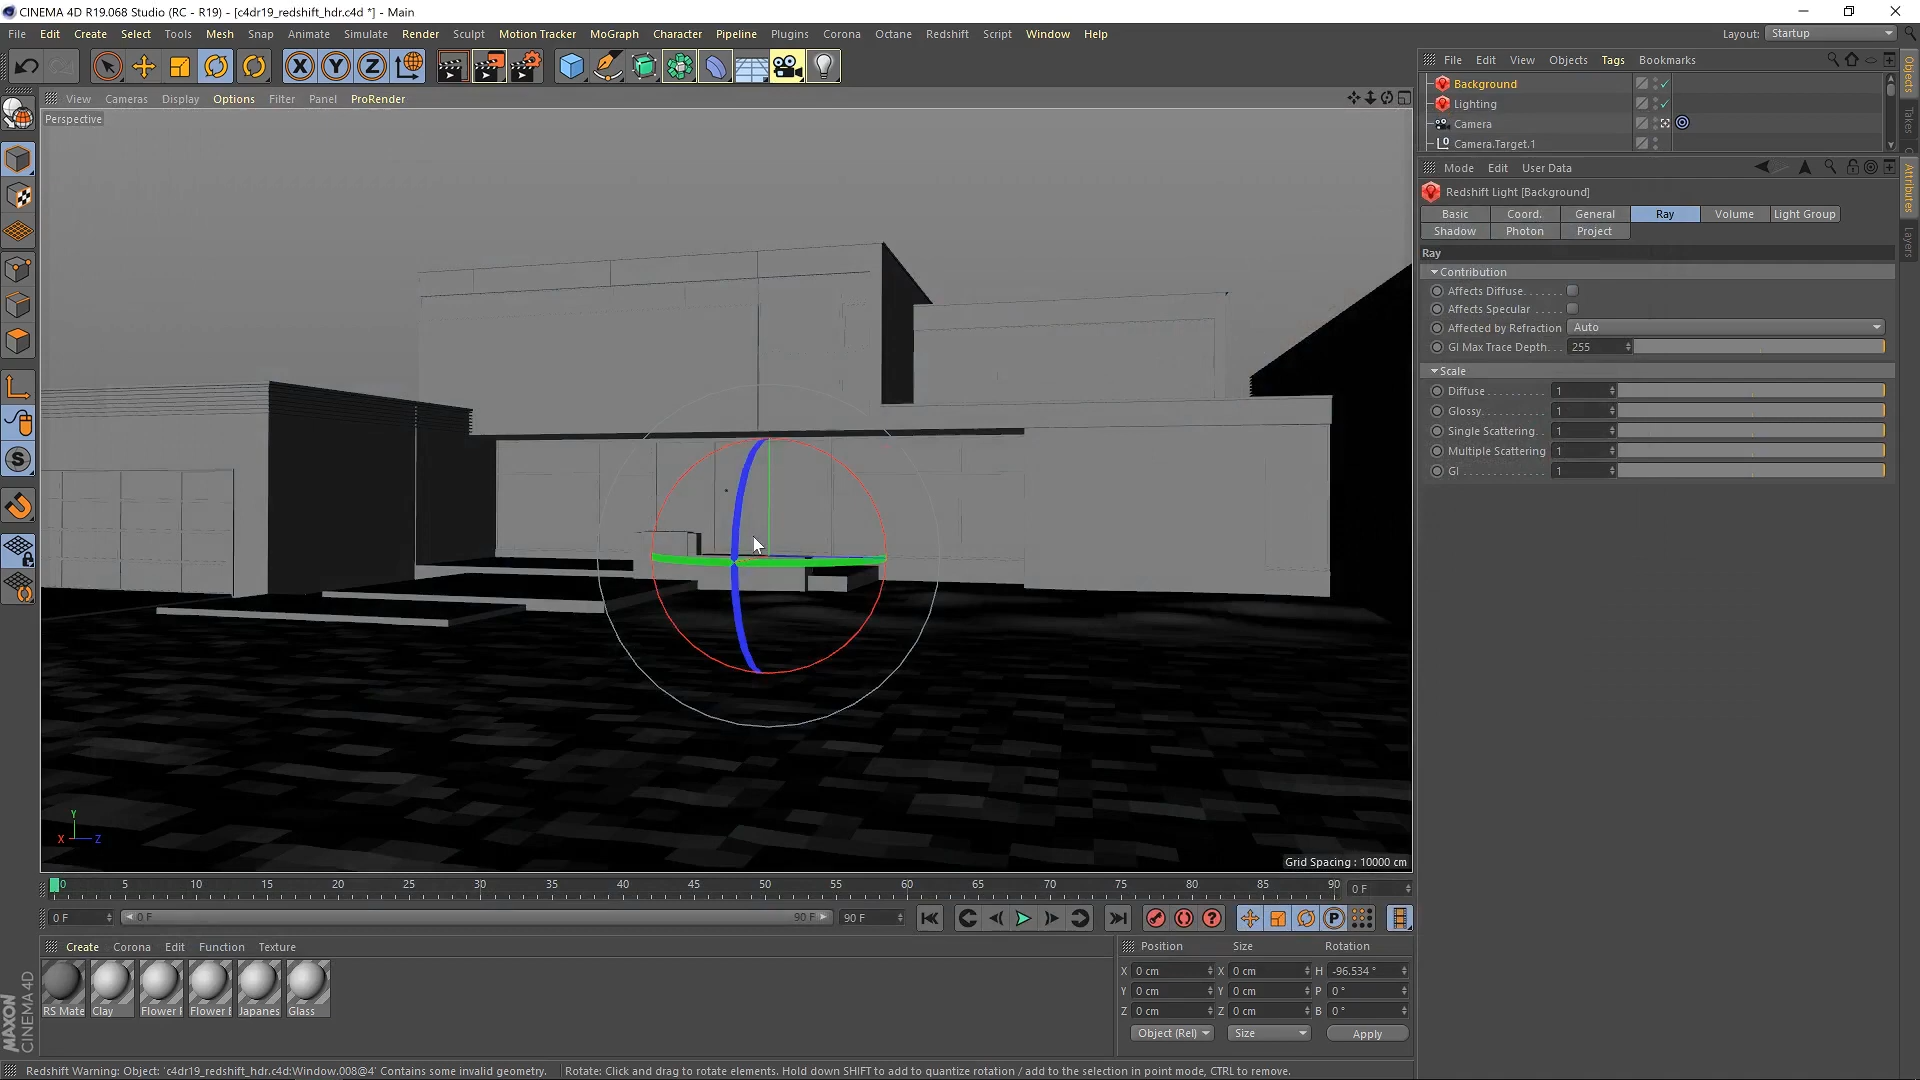 CINEMA 4D R19.068 Studio (RC - R19) - [c4dr19_redshift_hdr.c4d *] - Main
File Edit Create Select Tools Mesh Snap Animate Simulate Render Sculpt Motion Tracker MoGraph Character Pipeline Plugins Corona Octane Redshift Script Window Help
Layout: Startup
X Y Z
File Edit View Objects Tags Bookmarks
View Cameras Display Options Filter Panel ProRender
Perspective
Background
Lighting
Camera
Camera.Target.1
Objects
Takes
Mode Edit User Data
Redshift Light [Background]
Basic Coord. General Ray Volume Light Group
Shadow Photon Project
Attributes
Layers
Ray
Contribution
Affects Diffuse
Affects Specular
Affected by Refraction Auto
GI Max Trace Depth 255
Scale
Diffuse 1
Glossy 1
Single Scattering 1
Multiple Scattering 1
GI 1
Y
X Z
Grid Spacing : 10000 cm
0 5 10 15 20 25 30 35 40 45 50 55 60 65 70 75 80 85 90 0 F
0 F 0 F 90 F 90 F
P
Create Corona Edit Function Texture
RS Mate Clay Flower Flower Japanes Glass
Position Size Rotation
X 0 cm X 0 cm H -96.534 °
Y 0 cm Y 0 cm P 0 °
Z 0 cm Z 0 cm B 0 °
Object (Rel) Size Apply
MAXON
CINEMA 4D
Redshift Warning: Object: 'c4dr19_redshift_hdr.c4d:Window.008@4' Contains some invalid geometry.
Rotate: Click and drag to rotate elements. Hold down SHIFT to add to quantize rotation / add to the selection in point mode, CTRL to remove.